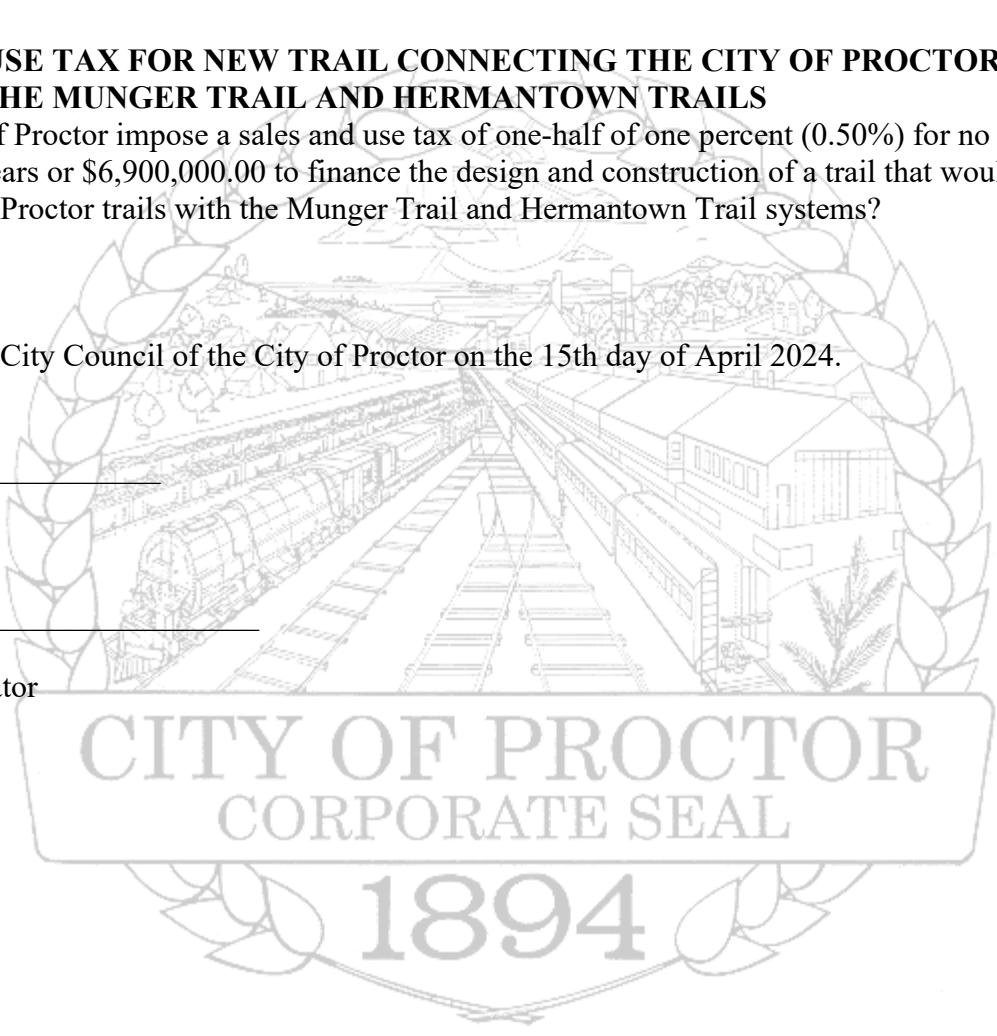 USE TAX FOR NEW TRAIL CONNECTING THE CITY OF PROCTOR
HE MUNGER TRAIL AND HERMANTOWN TRAILS
f Proctor impose a sales and use tax of one-half of one percent (0.50%) for no
ears or $6,900,000.00 to finance the design and construction of a trail that woul
Proctor trails with the Munger Trail and Hermantown Trail systems?
City Council of the City of Proctor on the 15th day of April 2024.
ator
CITY OF PROCTOR
CORPORATE SEAL
1894